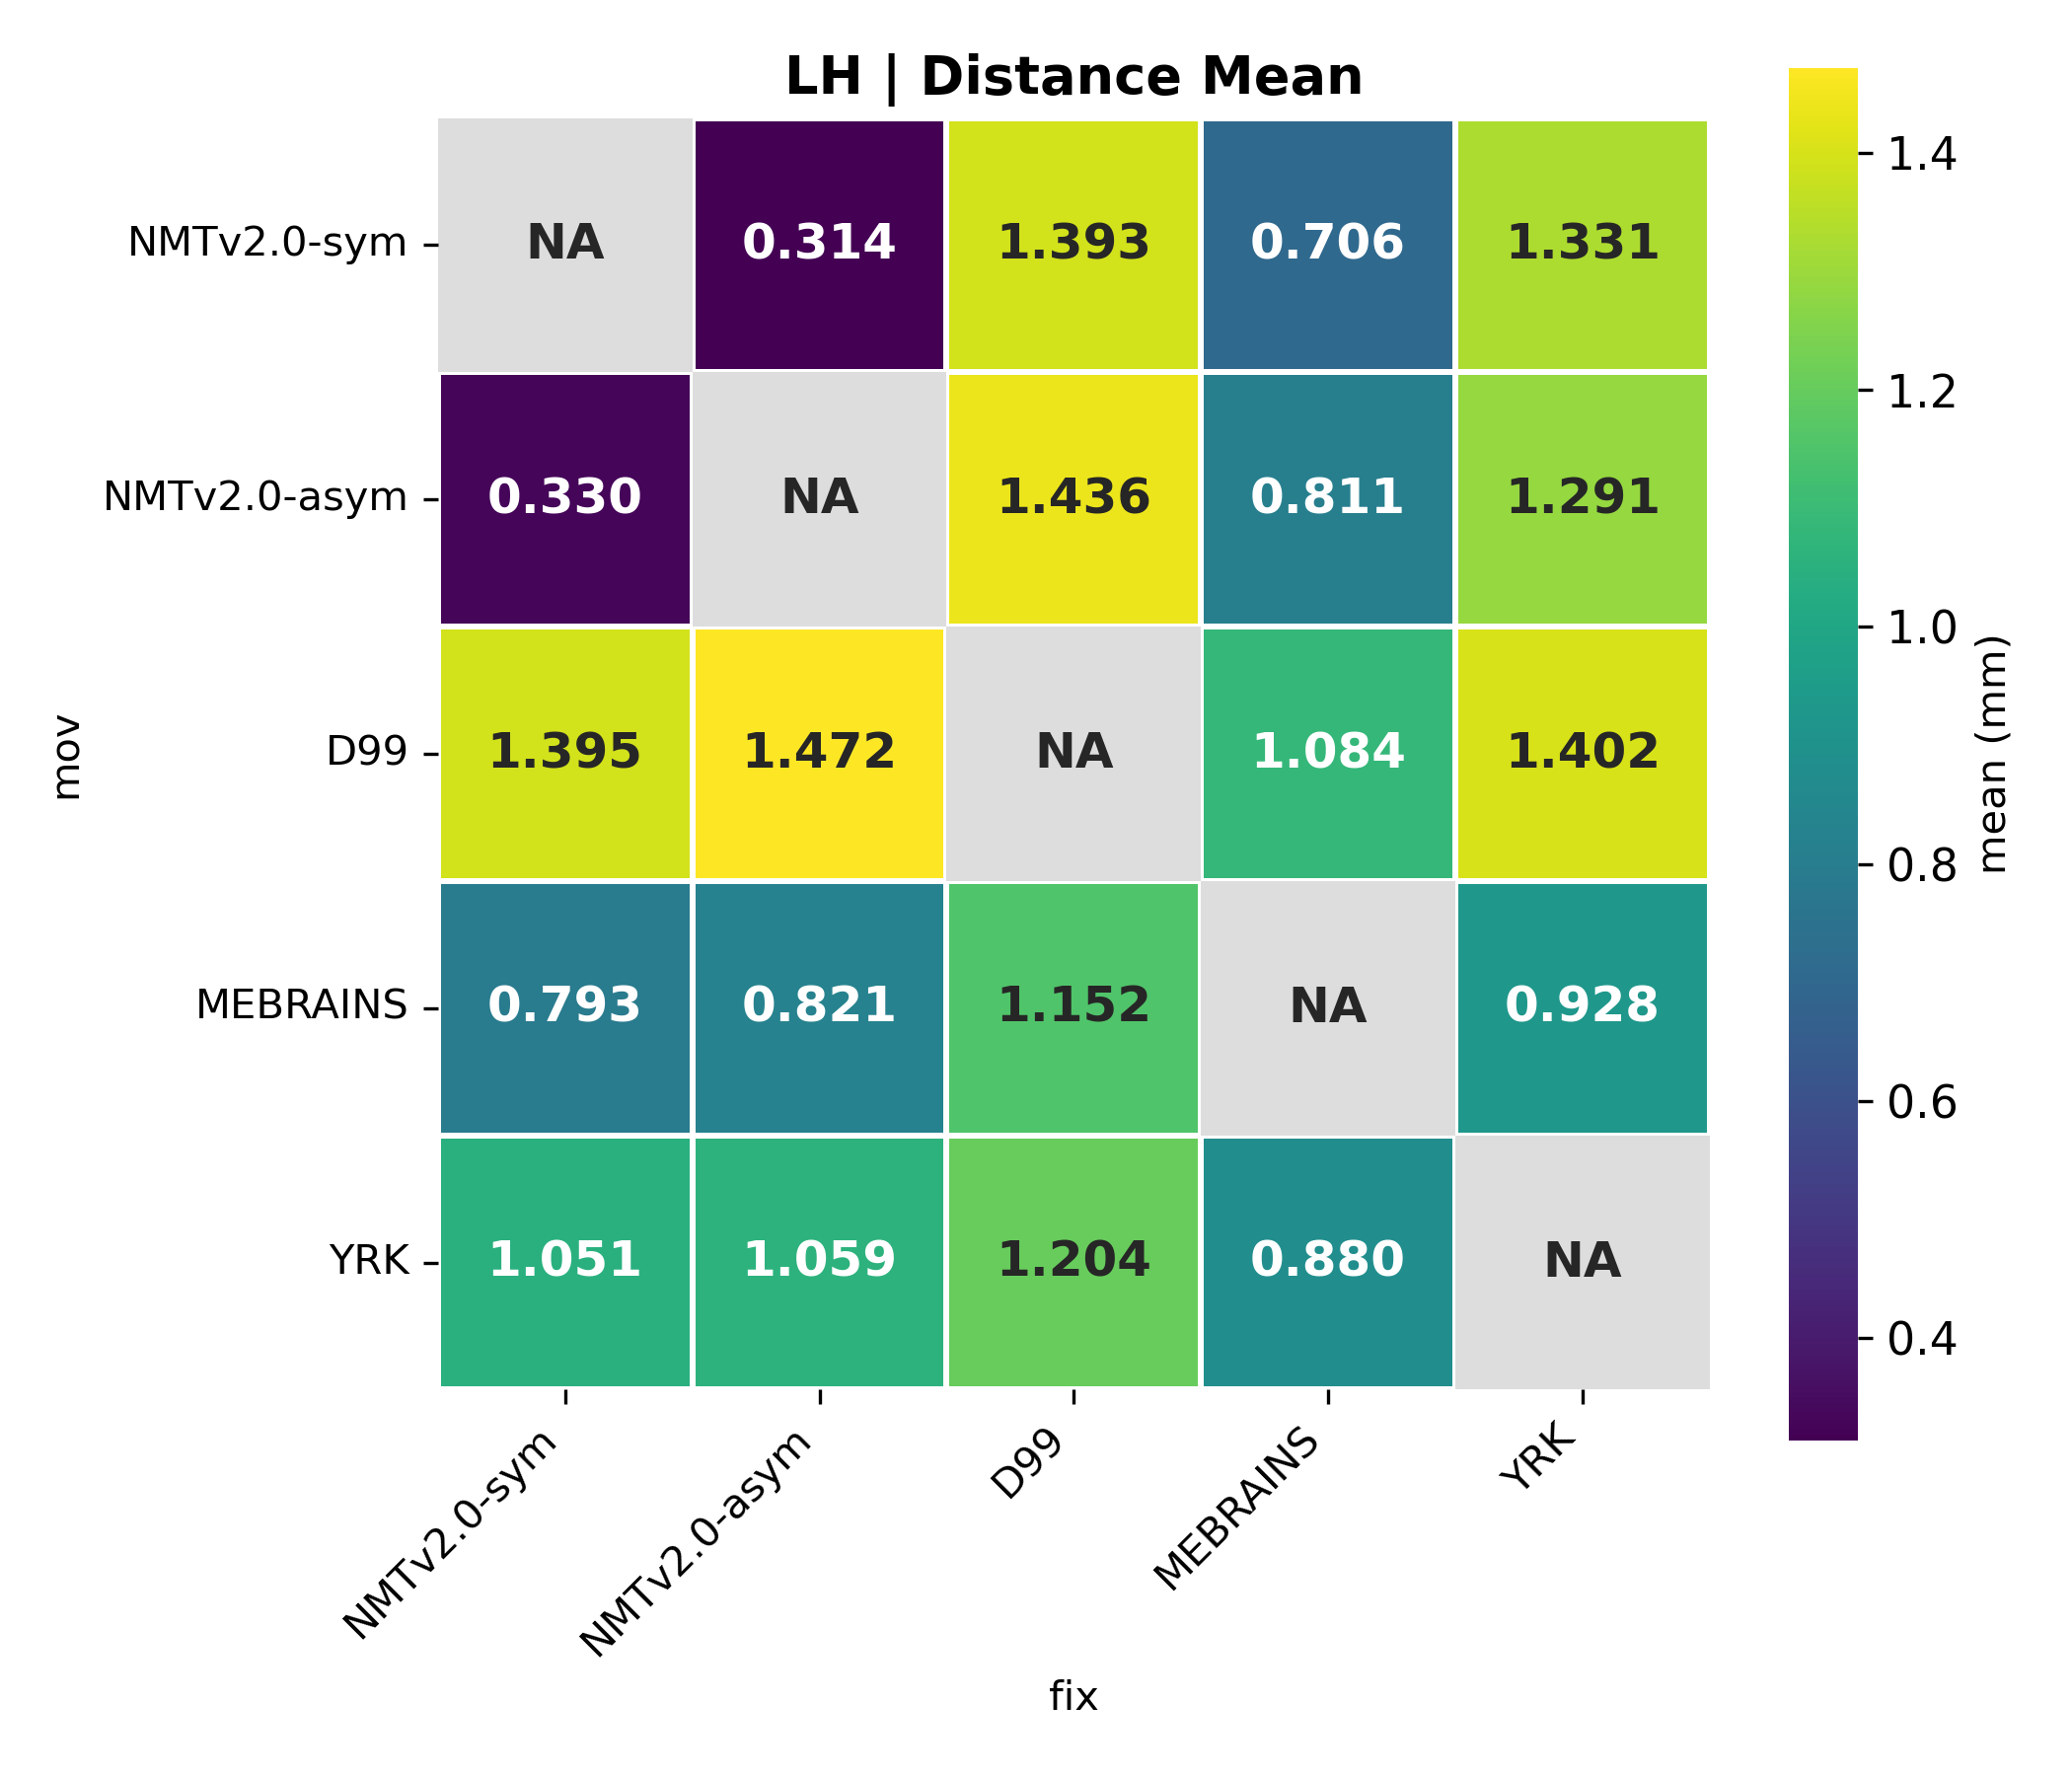 LH | Distance Mean
NMTv2.0-sym NA 0.314 1.393 0.706 1.331
NMTv2.0-asym 0.330 NA 1.436 0.811 1.291
D99 1.395 1.472 NA 1.084 1.402
MEBRAINS 0.793 0.821 1.152 NA 0.928
YRK 1.051 1.059 1.204 0.880 NA
mov
NMTv2.0-sym NMTv2.0-asym D99 MEBRAINS YRK
fix
1.4
1.2
1.0
0.8
0.6
0.4
mean (mm)